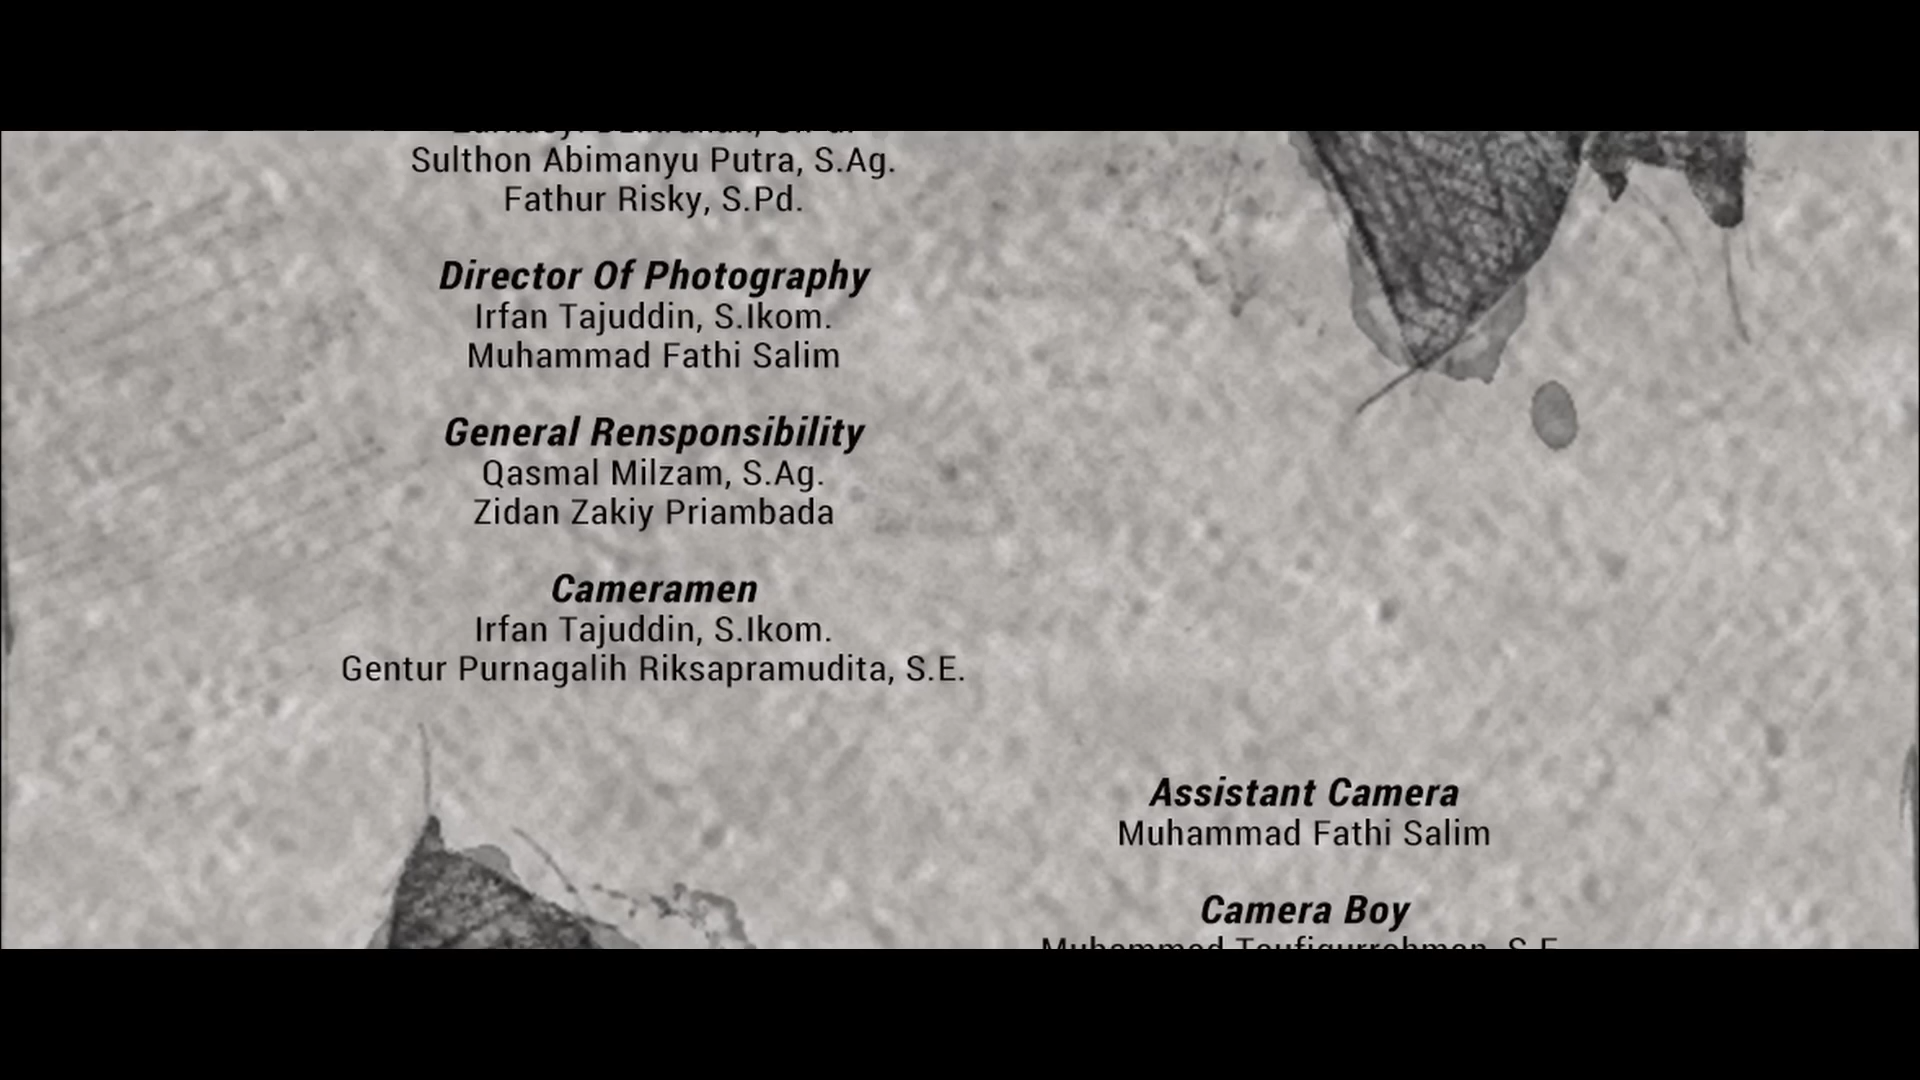 Sulthon Abimanyu Putra, S.Ag.
Fathur Risky, S.Pd.
Director Of Photography
Irfan Tajuddin, S.Ikom.
Muhammad Fathi Salim
General Rensponsibility
Qasmal Milzam, S.Ag.
Zidan Zakiy Priambada
Cameramen
Irfan Tajuddin, S.Ikom.
Gentur Purnagalih Riksapramudita, S.E.
Assistant Camera
Muhammad Fathi Salim
Camera Boy
Muhammad Taufiqurrohman, S.E.